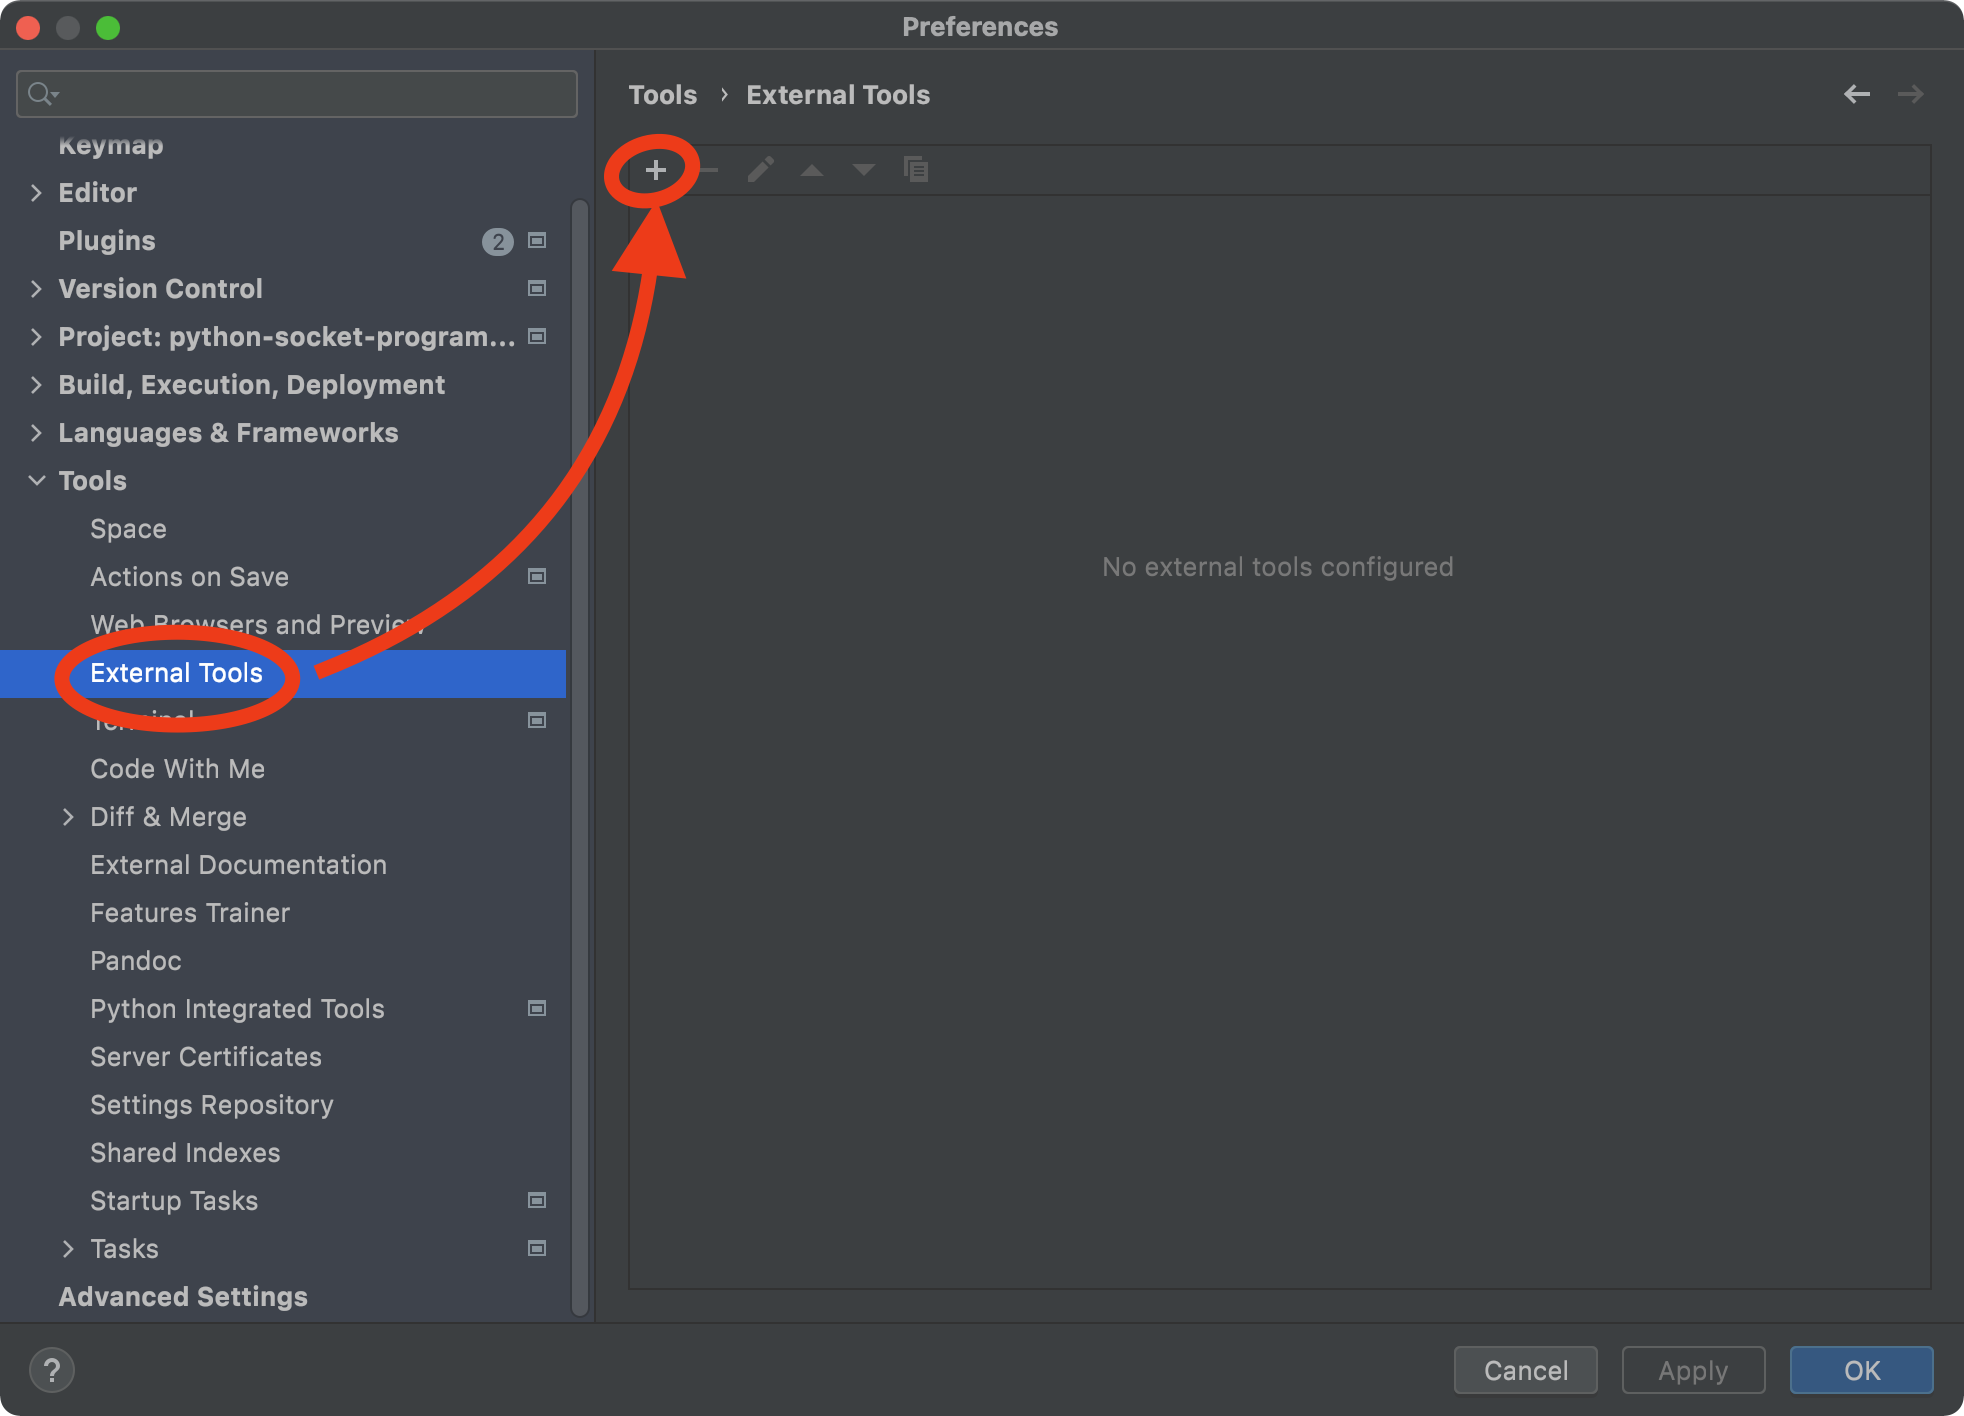 Preferences
Tools › External Tools
Keymap
Editor
Plugins 2
Version Control
Project: python-socket-program...
Build, Execution, Deployment
Languages & Frameworks
Tools
Space
Actions on Save
Web Browsers and Preview
External Tools
Terminal
Code With Me
Diff & Merge
External Documentation
Features Trainer
Pandoc
Python Integrated Tools
Server Certificates
Settings Repository
Shared Indexes
Startup Tasks
Tasks
Advanced Settings
No external tools configured
?
Cancel
Apply
OK